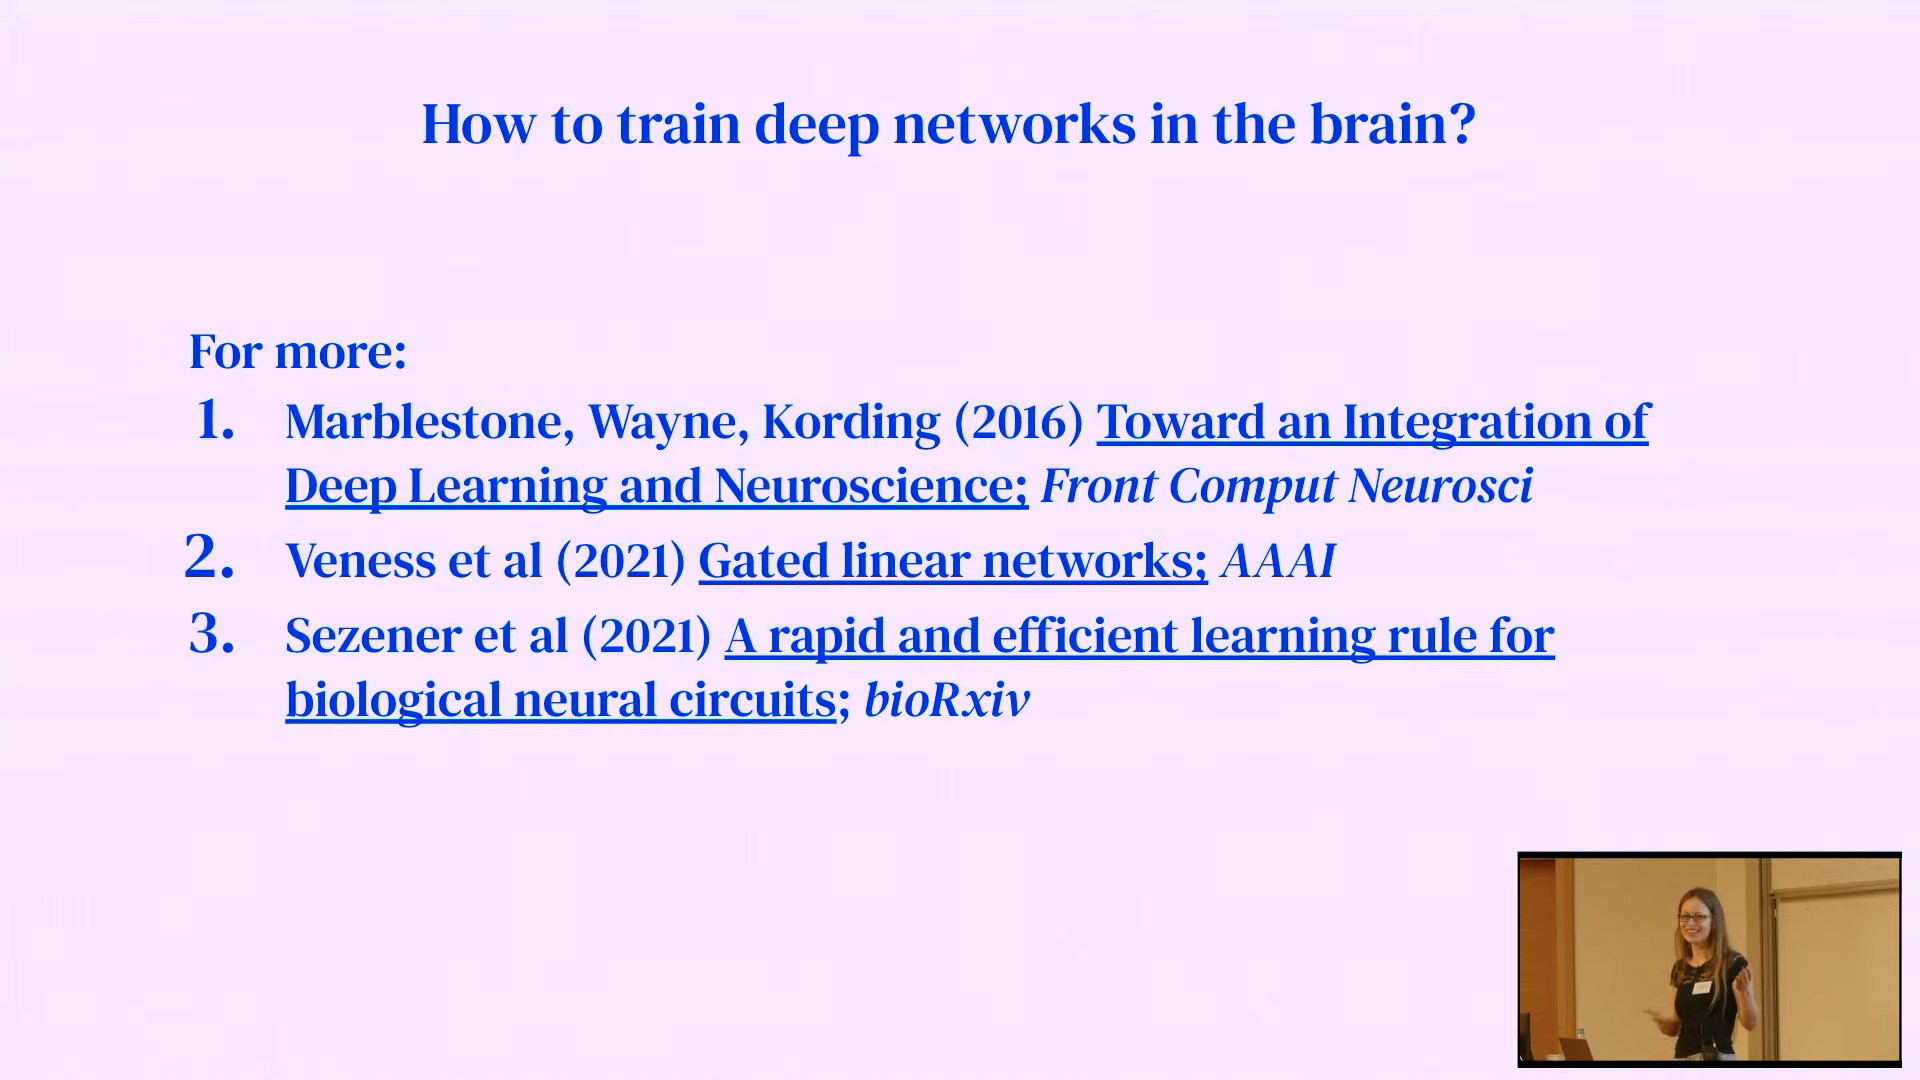 How to train deep networks in the brain?
For more:
1. Marblestone, Wayne, Kording (2016) Toward an Integration of
Deep Learning and Neuroscience; Front Comput Neurosci
2. Veness et al (2021) Gated linear networks; AAAI
3. Sezener et al (2021) A rapid and efficient learning rule for
biological neural circuits; bioRxiv